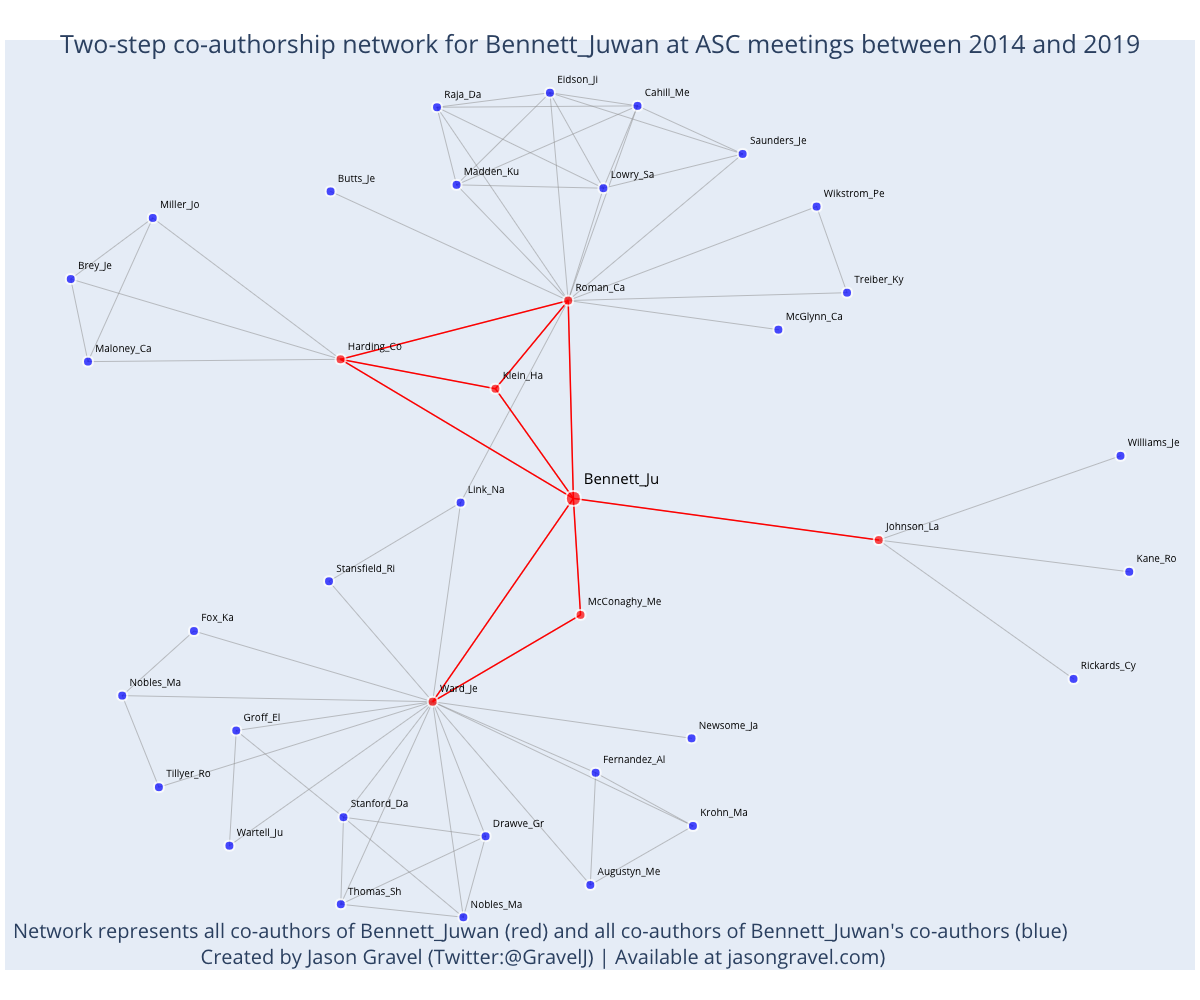 Two-step co-authorship network for Bennett_Juwan at ASC meetings between 2014 and 2019
Eidson_Ji
Raja_Da
Cahill_Me
Saunders_Je
Madden_Ku
Lowry_Sa
Butts_Je
Wikstrom_Pe
Miller_Jo
Brey_Je
Treiber_Ky
Roman_Ca
McGlynn_Ca
Maloney_Ca
Harding_Co
Klein_Ha
Williams_Je
Bennett_Ju
Link_Na
Johnson_La
Kane_Ro
Stansfield_Ri
McConaghy_Me
Fox_Ka
Rickards_Cy
Nobles_Ma
Ward_Je
Groff_El
Newsome_Ja
Fernandez_Al
Tillyer_Ro
Stanford_Da
Krohn_Ma
Drawve_Gr
Wartell_Ju
Augustyn_Me
Thomas_Sh
Nobles_Ma
Network represents all co-authors of Bennett_Juwan (red) and all co-authors of Bennett_Juwan's co-authors (blue)
Created by Jason Gravel (Twitter:@GravelJ) | Available at jasongravel.com)